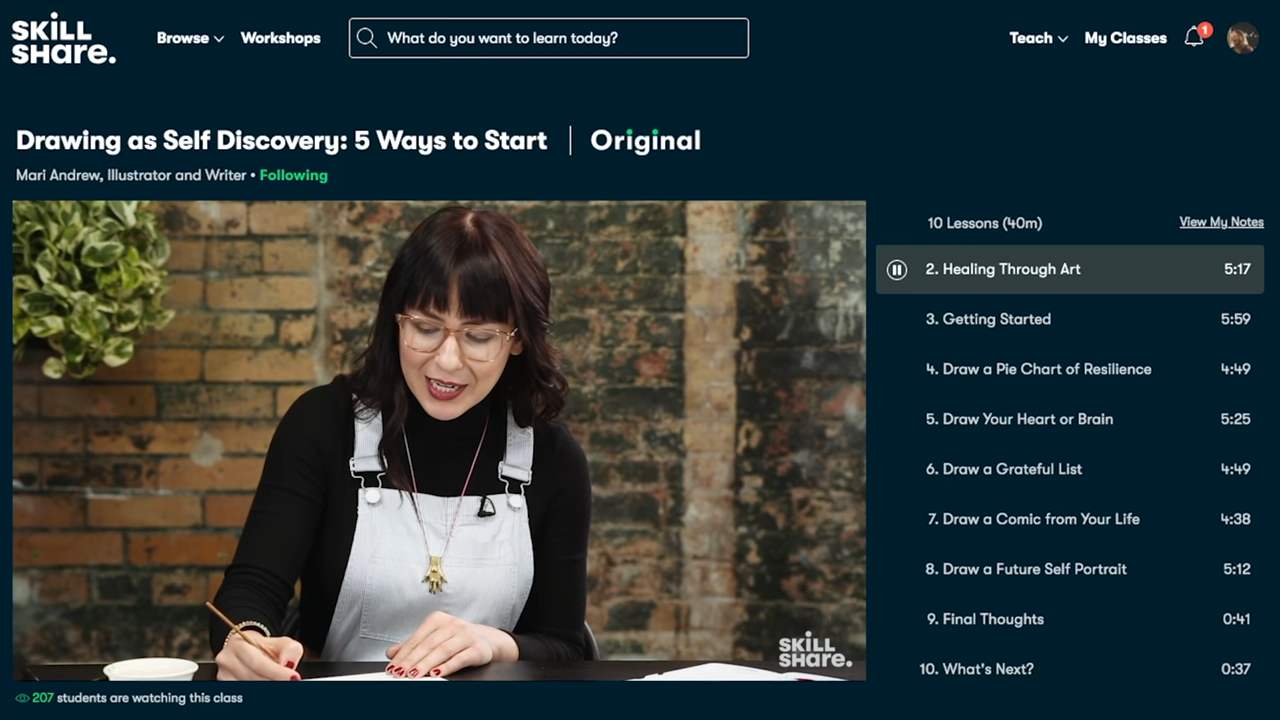 SKiLL
SHare.
Browse
Workshops
What do you want to learn today?
Teach
My Classes
1
Drawing as Self Discovery: 5 Ways to Start | Original
Mari Andrew, Illustrator and Writer • Following
10 Lessons (40m)
View My Notes
2. Healing Through Art 5:17
3. Getting Started 5:59
4. Draw a Pie Chart of Resilience 4:49
5. Draw Your Heart or Brain 5:25
6. Draw a Grateful List 4:49
7. Draw a Comic from Your Life 4:38
8. Draw a Future Self Portrait 5:12
9. Final Thoughts 0:41
10. What's Next? 0:37
SKiLL
SHare.
207 students are watching this class